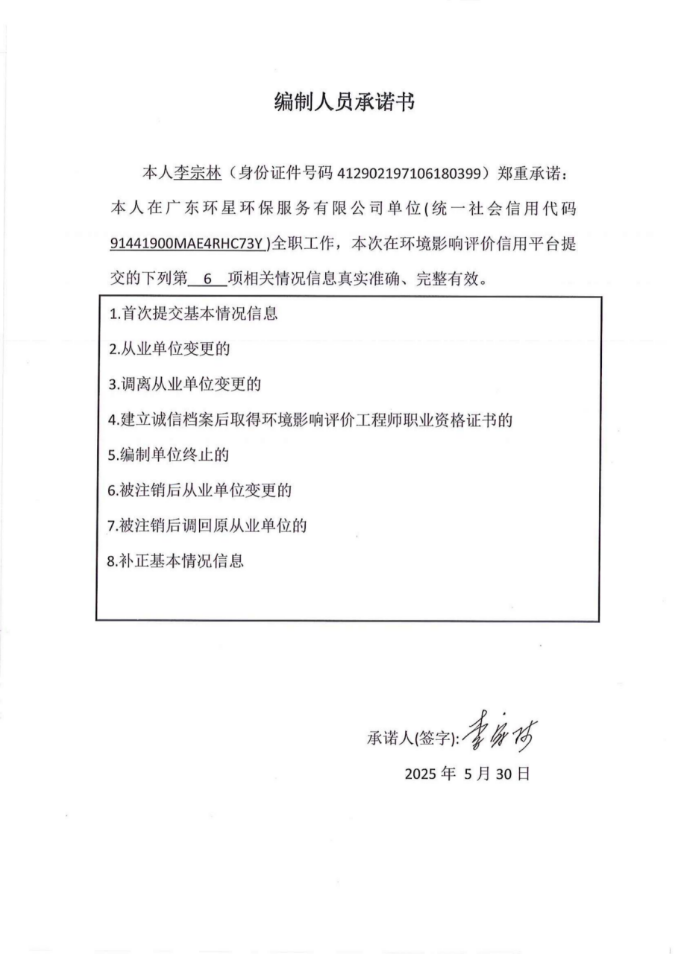 编制人员承诺书
本人李宗林（身份证件号码 412902197106180399）郑重承诺：
本人在广东环星环保服务有限公司单位(统一社会信用代码
91441900MAE4RHC73Y)全职工作，本次在环境影响评价信用平台提
交的下列第 6 项相关情况信息真实准确、完整有效。
1.首次提交基本情况信息
2.从业单位变更的
3.调离从业单位变更的
4.建立诚信档案后取得环境影响评价工程师职业资格证书的
5.编制单位终止的
6.被注销后从业单位变更的
7.被注销后调回原从业单位的
8.补正基本情况信息
承诺人(签字):李宗林
2025 年 5 月 30 日